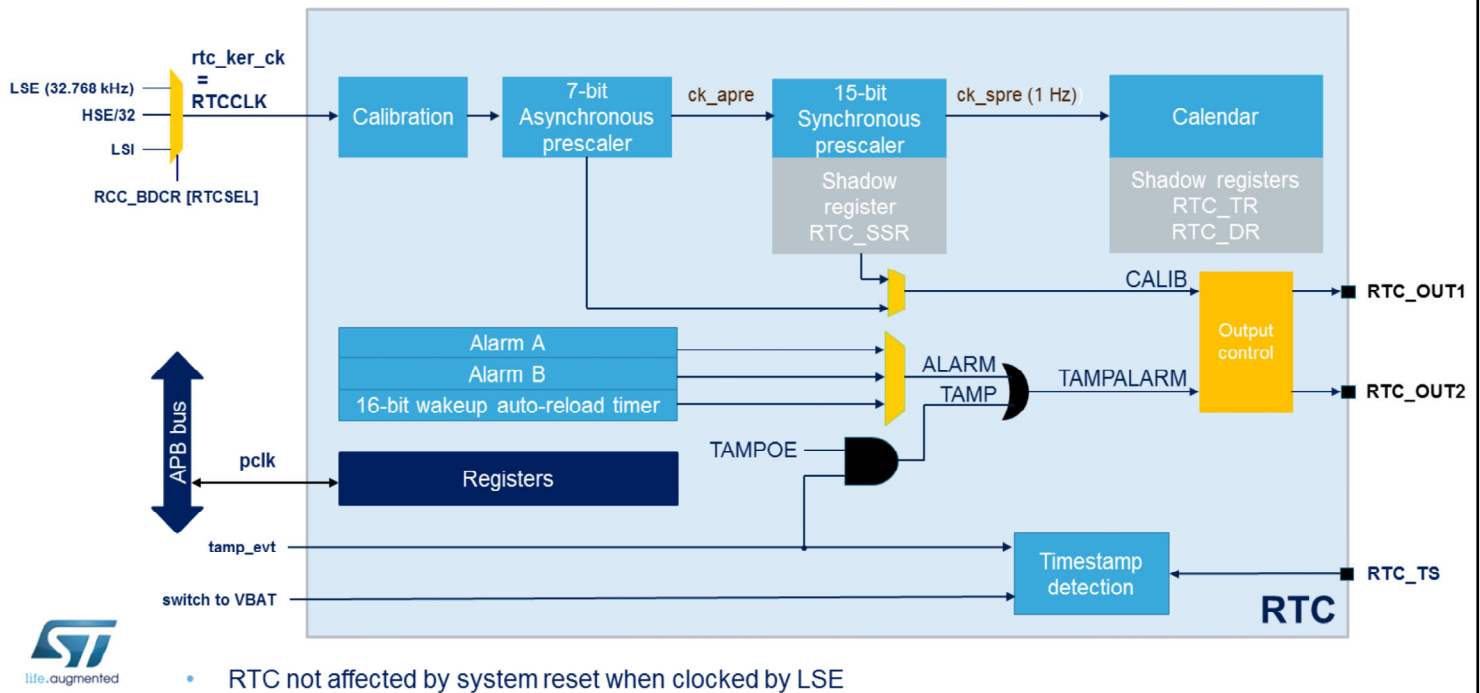 rtc_ker_ck
=
RTCCLK
LSE (32.768 kHz)
HSE/32
LSI
RCC_BDCR [RTCSEL]
Calibration
7-bit
Asynchronous
prescaler
ck_apre
15-bit
Synchronous
prescaler
Shadow
register
RTC_SSR
ck_spre (1 Hz))
Calendar
Shadow registers
RTC_TR
RTC_DR
CALIB
Output
control
RTC_OUT1
RTC_OUT2
Alarm A
Alarm B
16-bit wakeup auto-reload timer
ALARM
TAMP
TAMPALARM
TAMPOE
APB bus
pclk
Registers
tamp_evt
switch to VBAT
Timestamp
detection
RTC_TS
RTC
ST
life.augmented
• RTC not affected by system reset when clocked by LSE